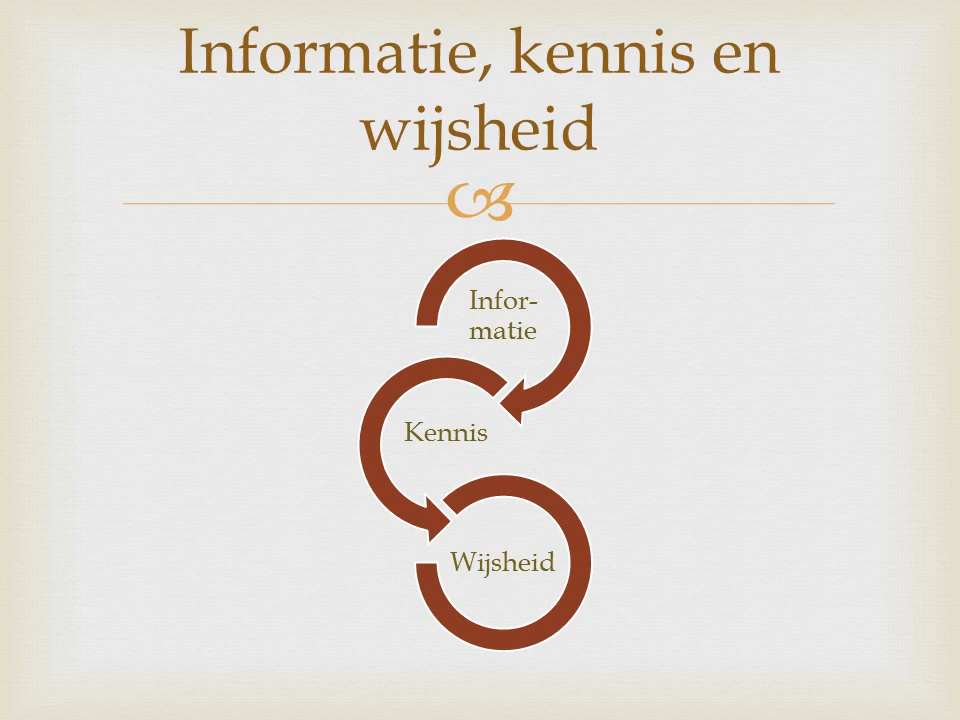 Informatie, kennis en
wijsheid
Infor-
matie
Kennis
Wijsheid